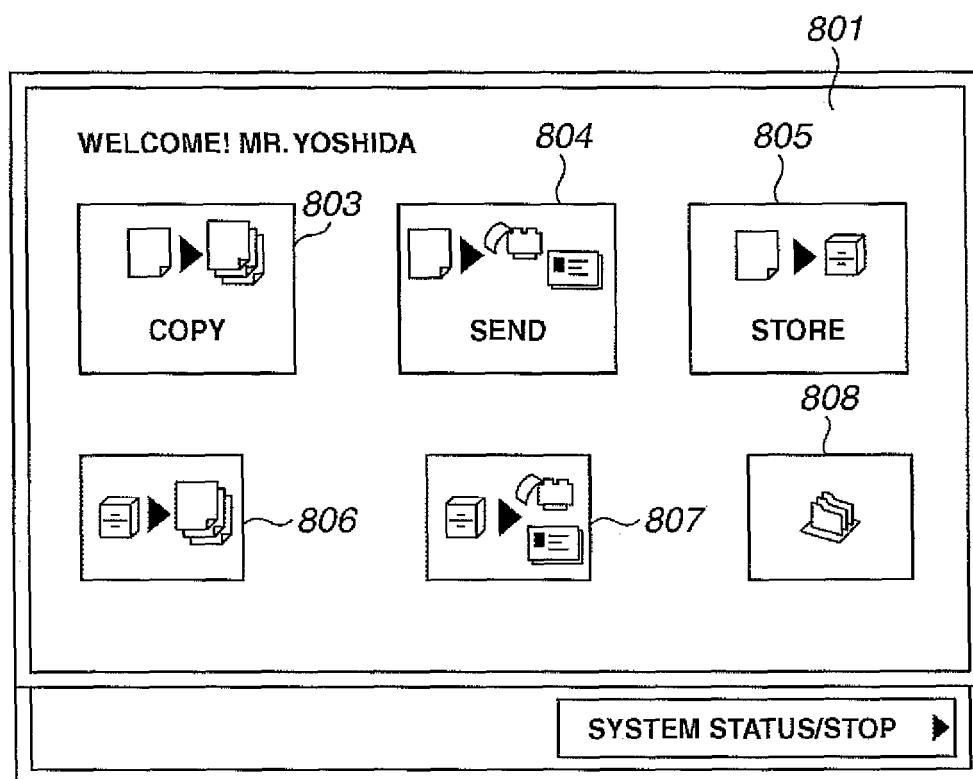 801
WELCOME! MR. YOSHIDA
804
805
803
COPY
SEND
STORE
808
806
807
SYSTEM STATUS/STOP